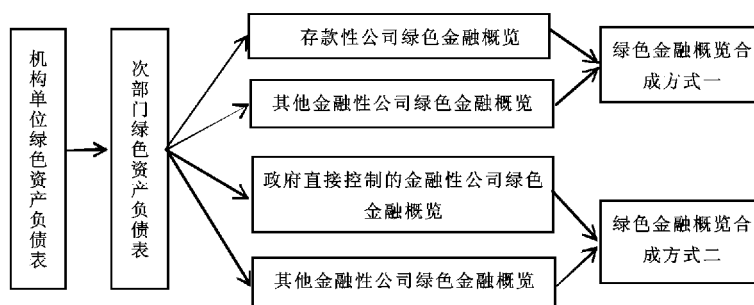 机构单位绿色资产负债表
次部门绿色资产负债表
存款性公司绿色金融概览
其他金融性公司绿色金融概览
政府直接控制的金融性公司绿色
金融概览
其他金融性公司绿色金融概览
绿色金融概览合
成方式一
绿色金融概览合
成方式二